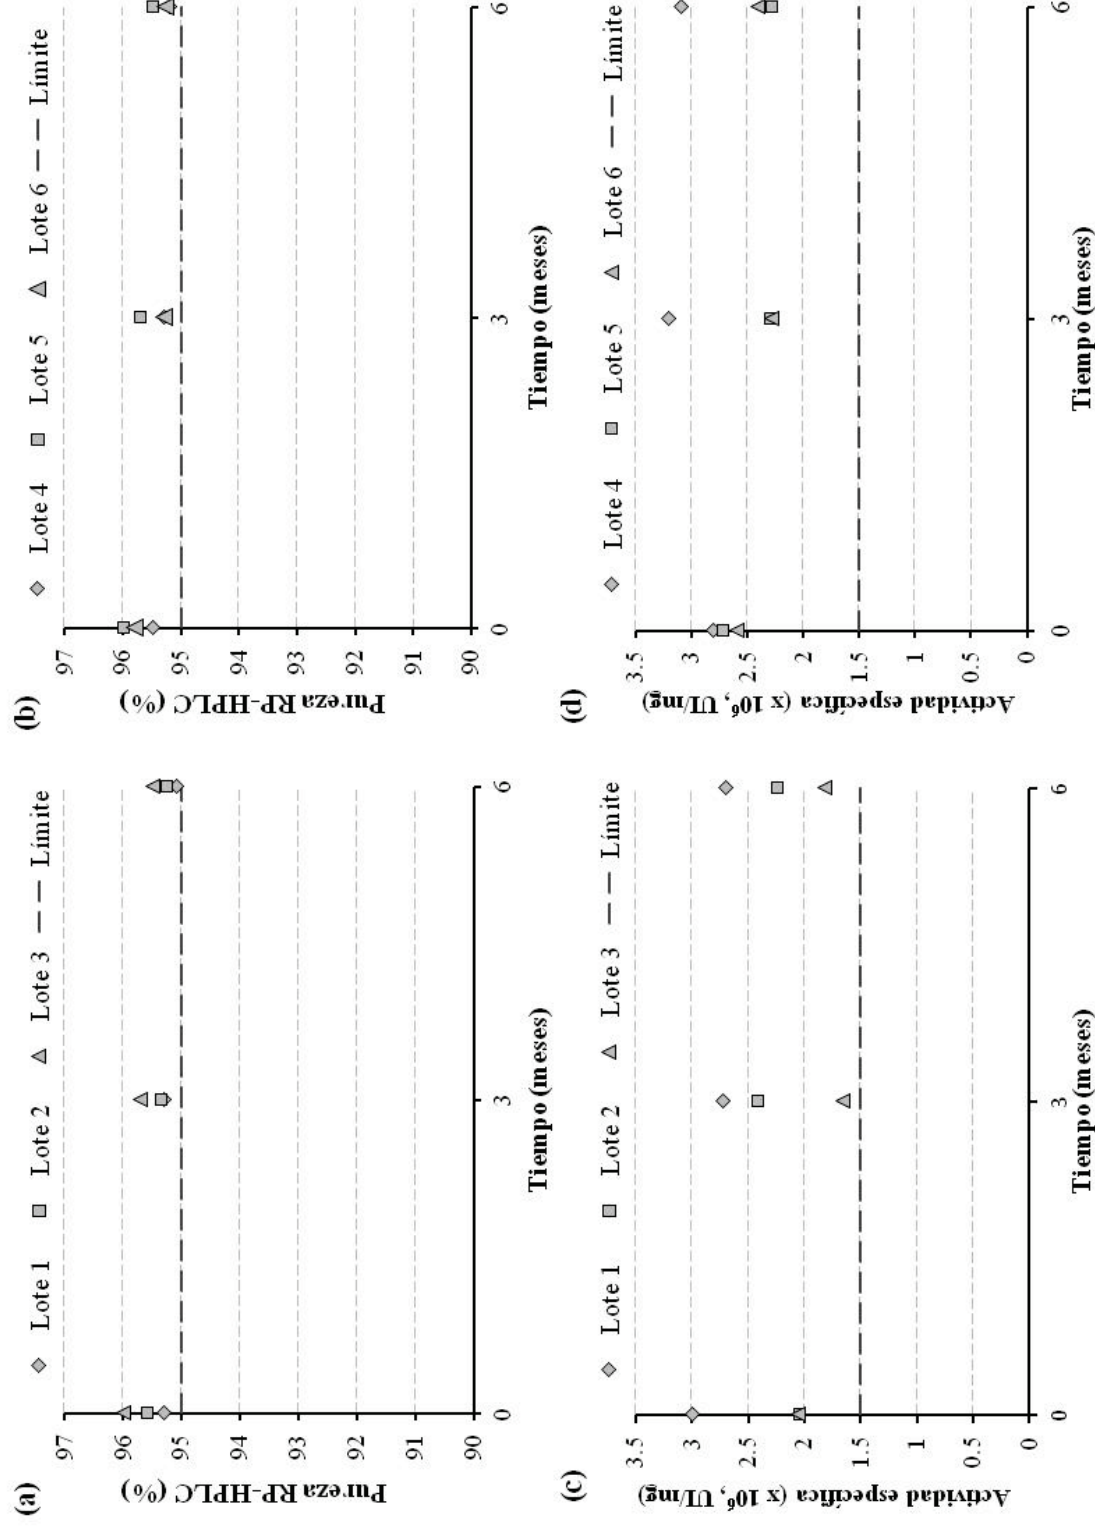 (a)
Lote 1 Lote 2 Lote 3 Límite
Pureza RP-HPLC (%)
97
96
95
94
93
92
91
90
0 3 6
Tiempo (meses)
(b)
Lote 4 Lote 5 Lote 6 Límite
Pureza RP-HPLC (%)
97
96
95
94
93
92
91
90
0 3 6
Tiempo (meses)
(c)
Lote 1 Lote 2 Lote 3 Límite
Actividad específica (x 10⁶, UI/mg)
3.5
3
2.5
2
1.5
1
0.5
0
0 3 6
Tiempo (meses)
(d)
Lote 4 Lote 5 Lote 6 Límite
Actividad específica (x 10⁶, UI/mg)
3.5
3
2.5
2
1.5
1
0.5
0
0 3 6
Tiempo (meses)